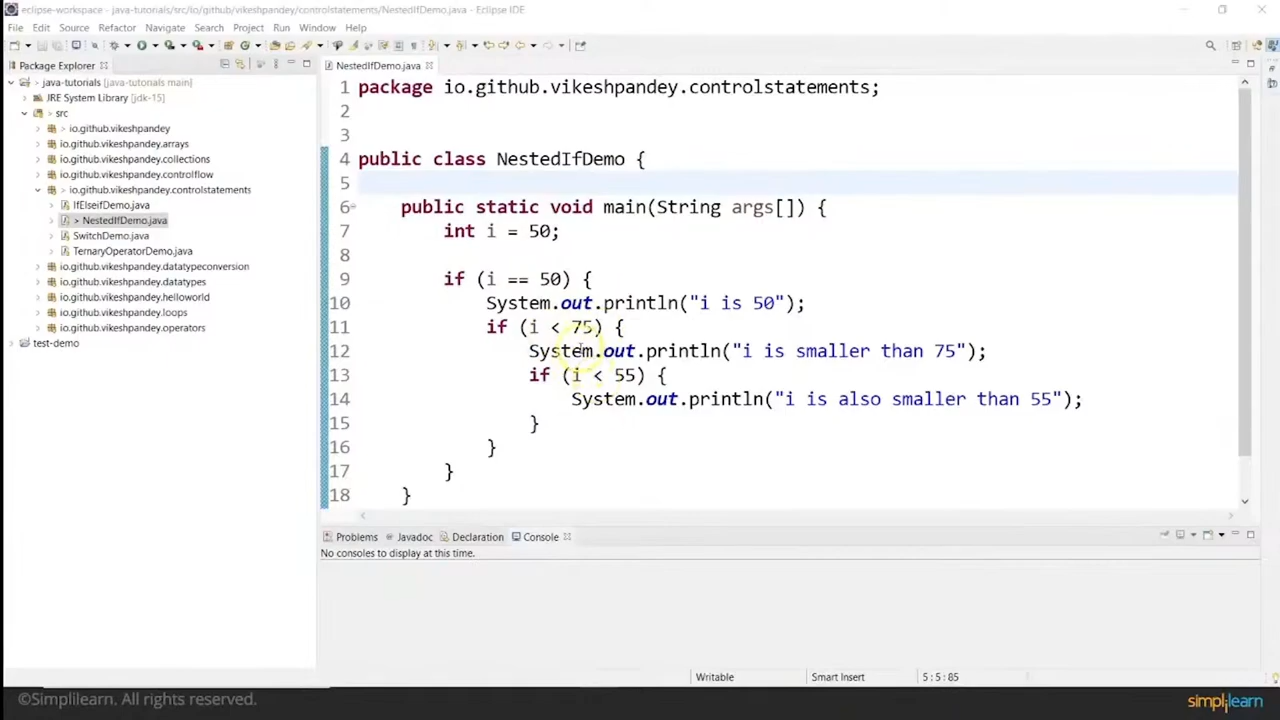 eclipse-workspace - java-tutorials/src/io/github/vikeshpandey/controlstatements/NestedIfDemo.java - Eclipse IDE
File Edit Source Refactor Navigate Search Project Run Window Help
Package Explorer
java-tutorials [java-tutorials main]
JRE System Library [jdk-15]
src
> io.github.vikeshpandey
io.github.vikeshpandey.arrays
io.github.vikeshpandey.collections
io.github.vikeshpandey.controlflow
> io.github.vikeshpandey.controlstatements
IfElseifDemo.java
> NestedIfDemo.java
SwitchDemo.java
TernaryOperatorDemo.java
io.github.vikeshpandey.datatypeconversion
io.github.vikeshpandey.datatypes
io.github.vikeshpandey.helloworld
io.github.vikeshpandey.loops
io.github.vikeshpandey.operators
test-demo
NestedIfDemo.java
1 package io.github.vikeshpandey.controlstatements;
2
3
4 public class NestedIfDemo {
5
6 public static void main(String args[]) {
7 int i = 50;
8
9 if (i == 50) {
10 System.out.println("i is 50");
11 if (i < 75) {
12 System.out.println("i is smaller than 75");
13 if (i < 55) {
14 System.out.println("i is also smaller than 55");
15 }
16 }
17 }
18 }
Problems Javadoc Declaration Console
No consoles to display at this time.
Writable Smart Insert 5 : 5 : 85
©Simplilearn. All rights reserved.
simplilearn